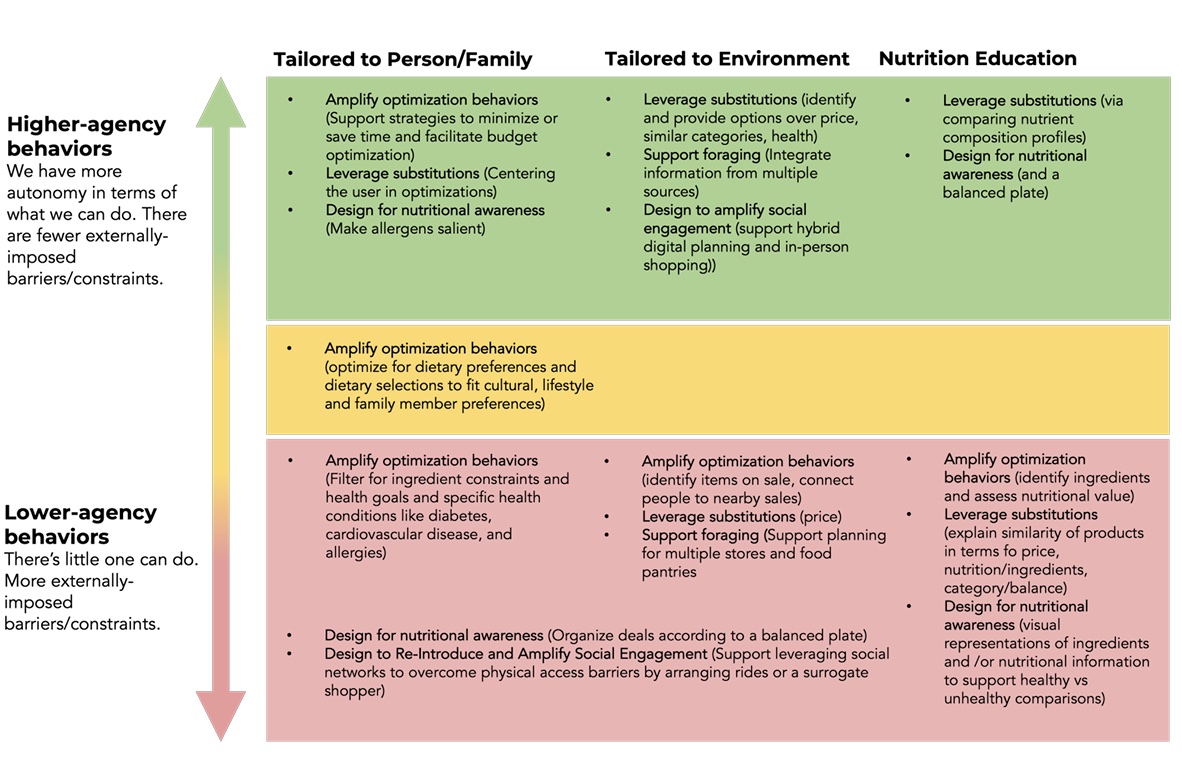 Tailored to Person/Family
Tailored to Environment
Nutrition Education
Higher-agency
behaviors
We have more
autonomy in terms of
what we can do. There
are fewer externally-
imposed
barriers/constraints.
• Amplify optimization behaviors
(Support strategies to minimize or
save time and facilitate budget
optimization)
• Leverage substitutions (Centering
the user in optimizations)
• Design for nutritional awareness
(Make allergens salient)
• Leverage substitutions (identify
and provide options over price,
similar categories, health)
• Support foraging (Integrate
information from multiple
sources)
• Design to amplify social
engagement (support hybrid
digital planning and in-person
shopping))
• Leverage substitutions (via
comparing nutrient
composition profiles)
• Design for nutritional
awareness (and a
balanced plate)
• Amplify optimization behaviors
(optimize for dietary preferences and
dietary selections to fit cultural, lifestyle
and family member preferences)
Lower-agency
behaviors
There's little one can do.
More externally-
imposed
barriers/constraints.
• Amplify optimization behaviors
(Filter for ingredient constraints and
health goals and specific health
conditions like diabetes,
cardiovascular disease, and
allergies)
• Amplify optimization behaviors
(identify items on sale, connect
people to nearby sales)
• Leverage substitutions (price)
• Support foraging (Support planning
for multiple stores and food
pantries
• Design for nutritional awareness (Organize deals according to a balanced plate)
• Design to Re-Introduce and Amplify Social Engagement (Support leveraging social
networks to overcome physical access barriers by arranging rides or a surrogate
shopper)
• Amplify optimization
behaviors (identify ingredients
and assess nutritional value)
• Leverage substitutions
(explain similarity of products
in terms fo price,
nutrition/ingredients,
category/balance)
• Design for nutritional
awareness (visual
representations of ingredients
and /or nutritional information
to support healthy vs
unhealthy comparisons)